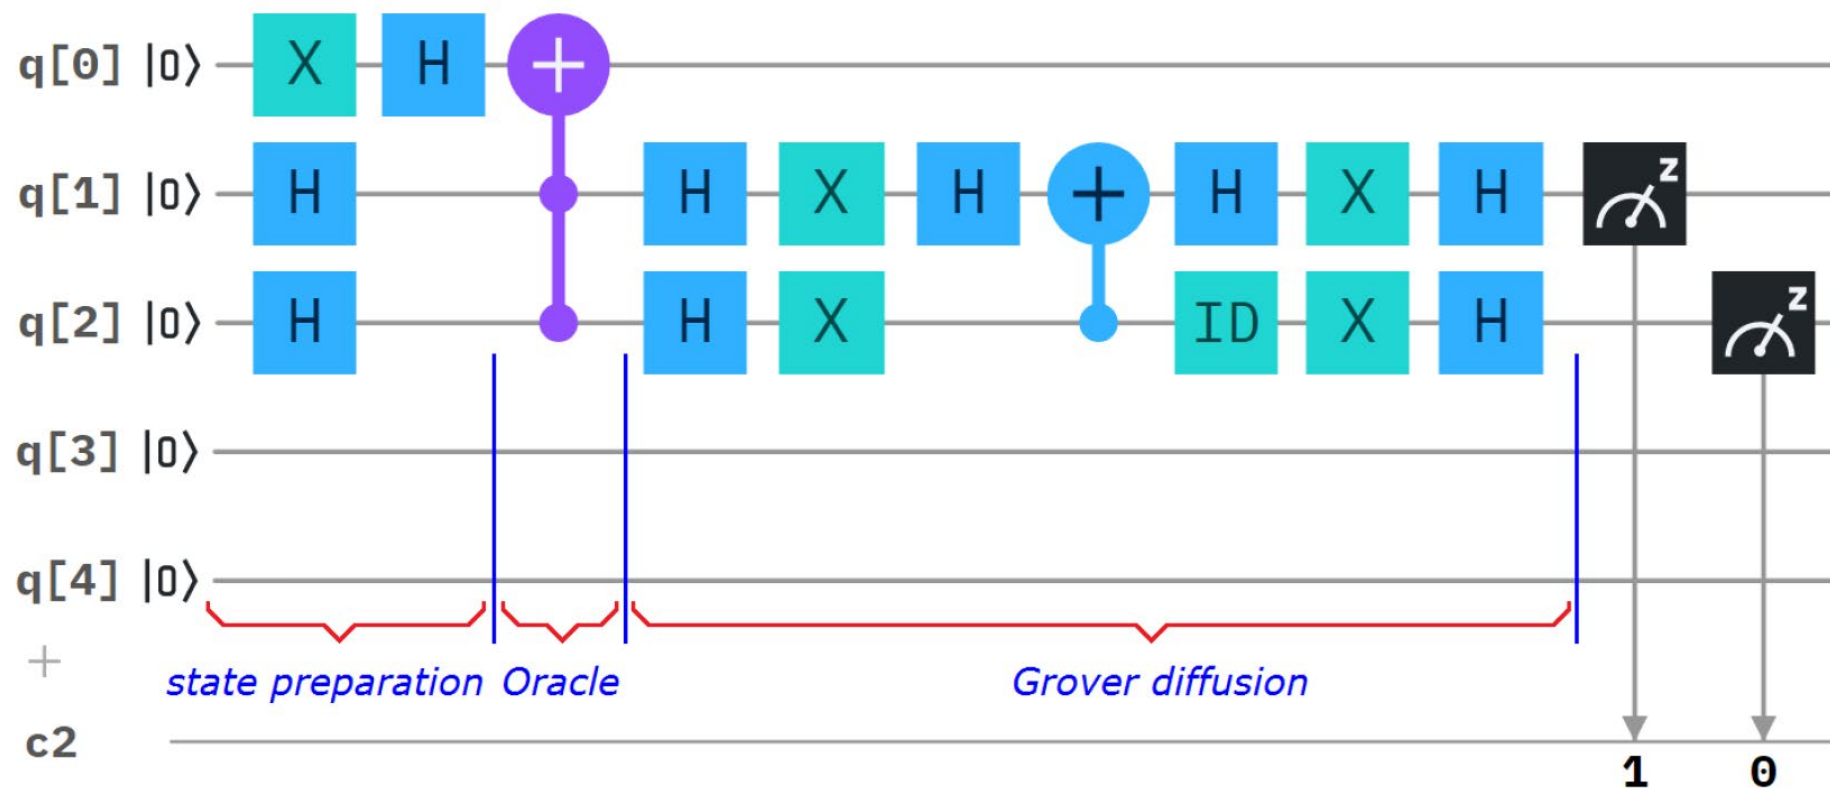 q[0] |0⟩ X H +
q[1] |0⟩ H H X H + H X H z
q[2] |0⟩ H H X ID X H z
q[3] |0⟩
q[4] |0⟩
+
state preparation Oracle Grover diffusion
c2
1 0